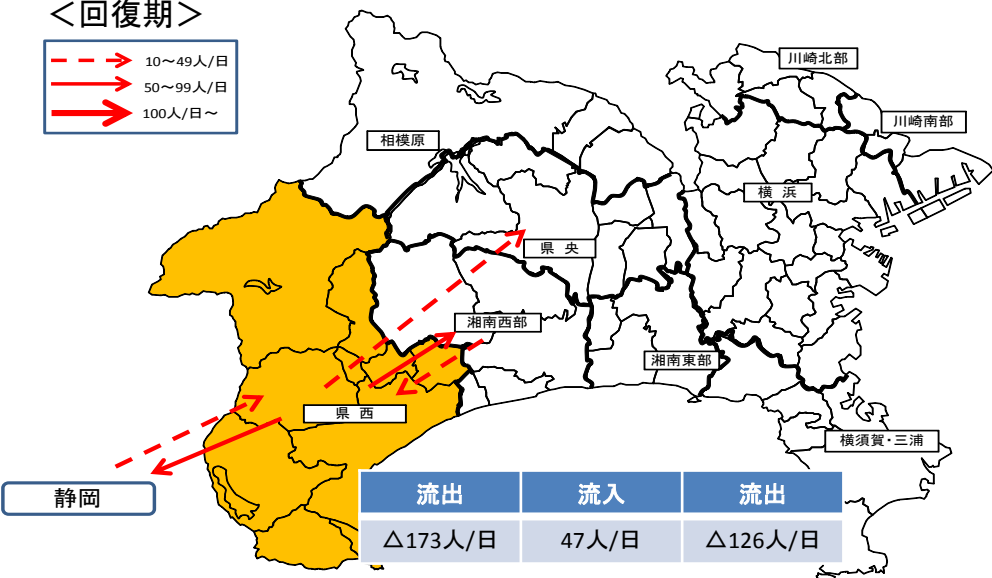 ＜回復期＞
10～49人/日
50～99人/日
100人/日～
川崎北部
川崎南部
相模原
横 浜
県 央
湘南西部
湘南東部
県 西
横須賀・三浦
静岡
流出 流入 流出
△173人/日 47人/日 △126人/日